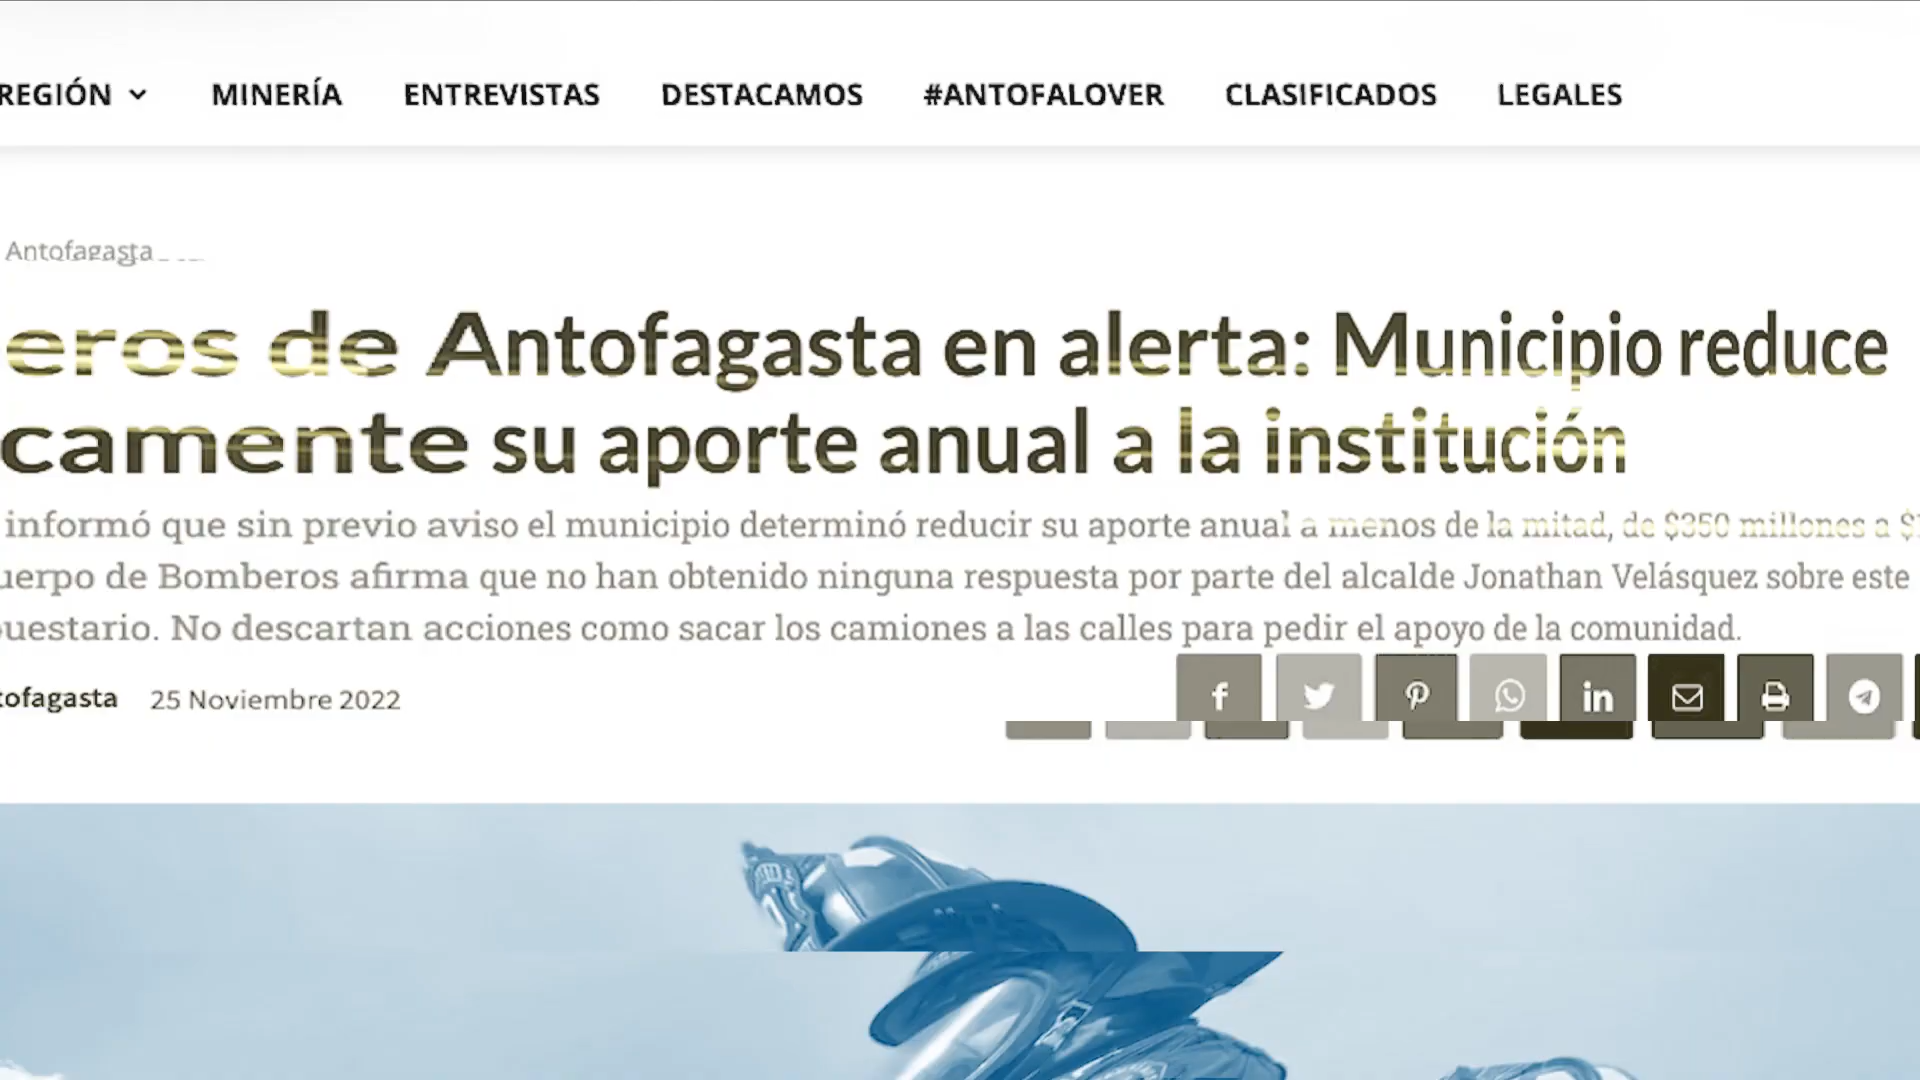 REGIÓN MINERÍA ENTREVISTAS DESTACAMOS #ANTOFALOVER CLASIFICADOS LEGALES
Antofagasta
eros de Antofagasta en alerta: Municipio reduce
camente su aporte anual a la institución
informó que sin previo aviso el municipio determinó reducir su aporte anual a menos de la mitad, de $350 millones a $
uerpo de Bomberos afirma que no han obtenido ninguna respuesta por parte del alcalde Jonathan Velásquez sobre este
uestario. No descartan acciones como sacar los camiones a las calles para pedir el apoyo de la comunidad.
tofagasta 25 Noviembre 2022